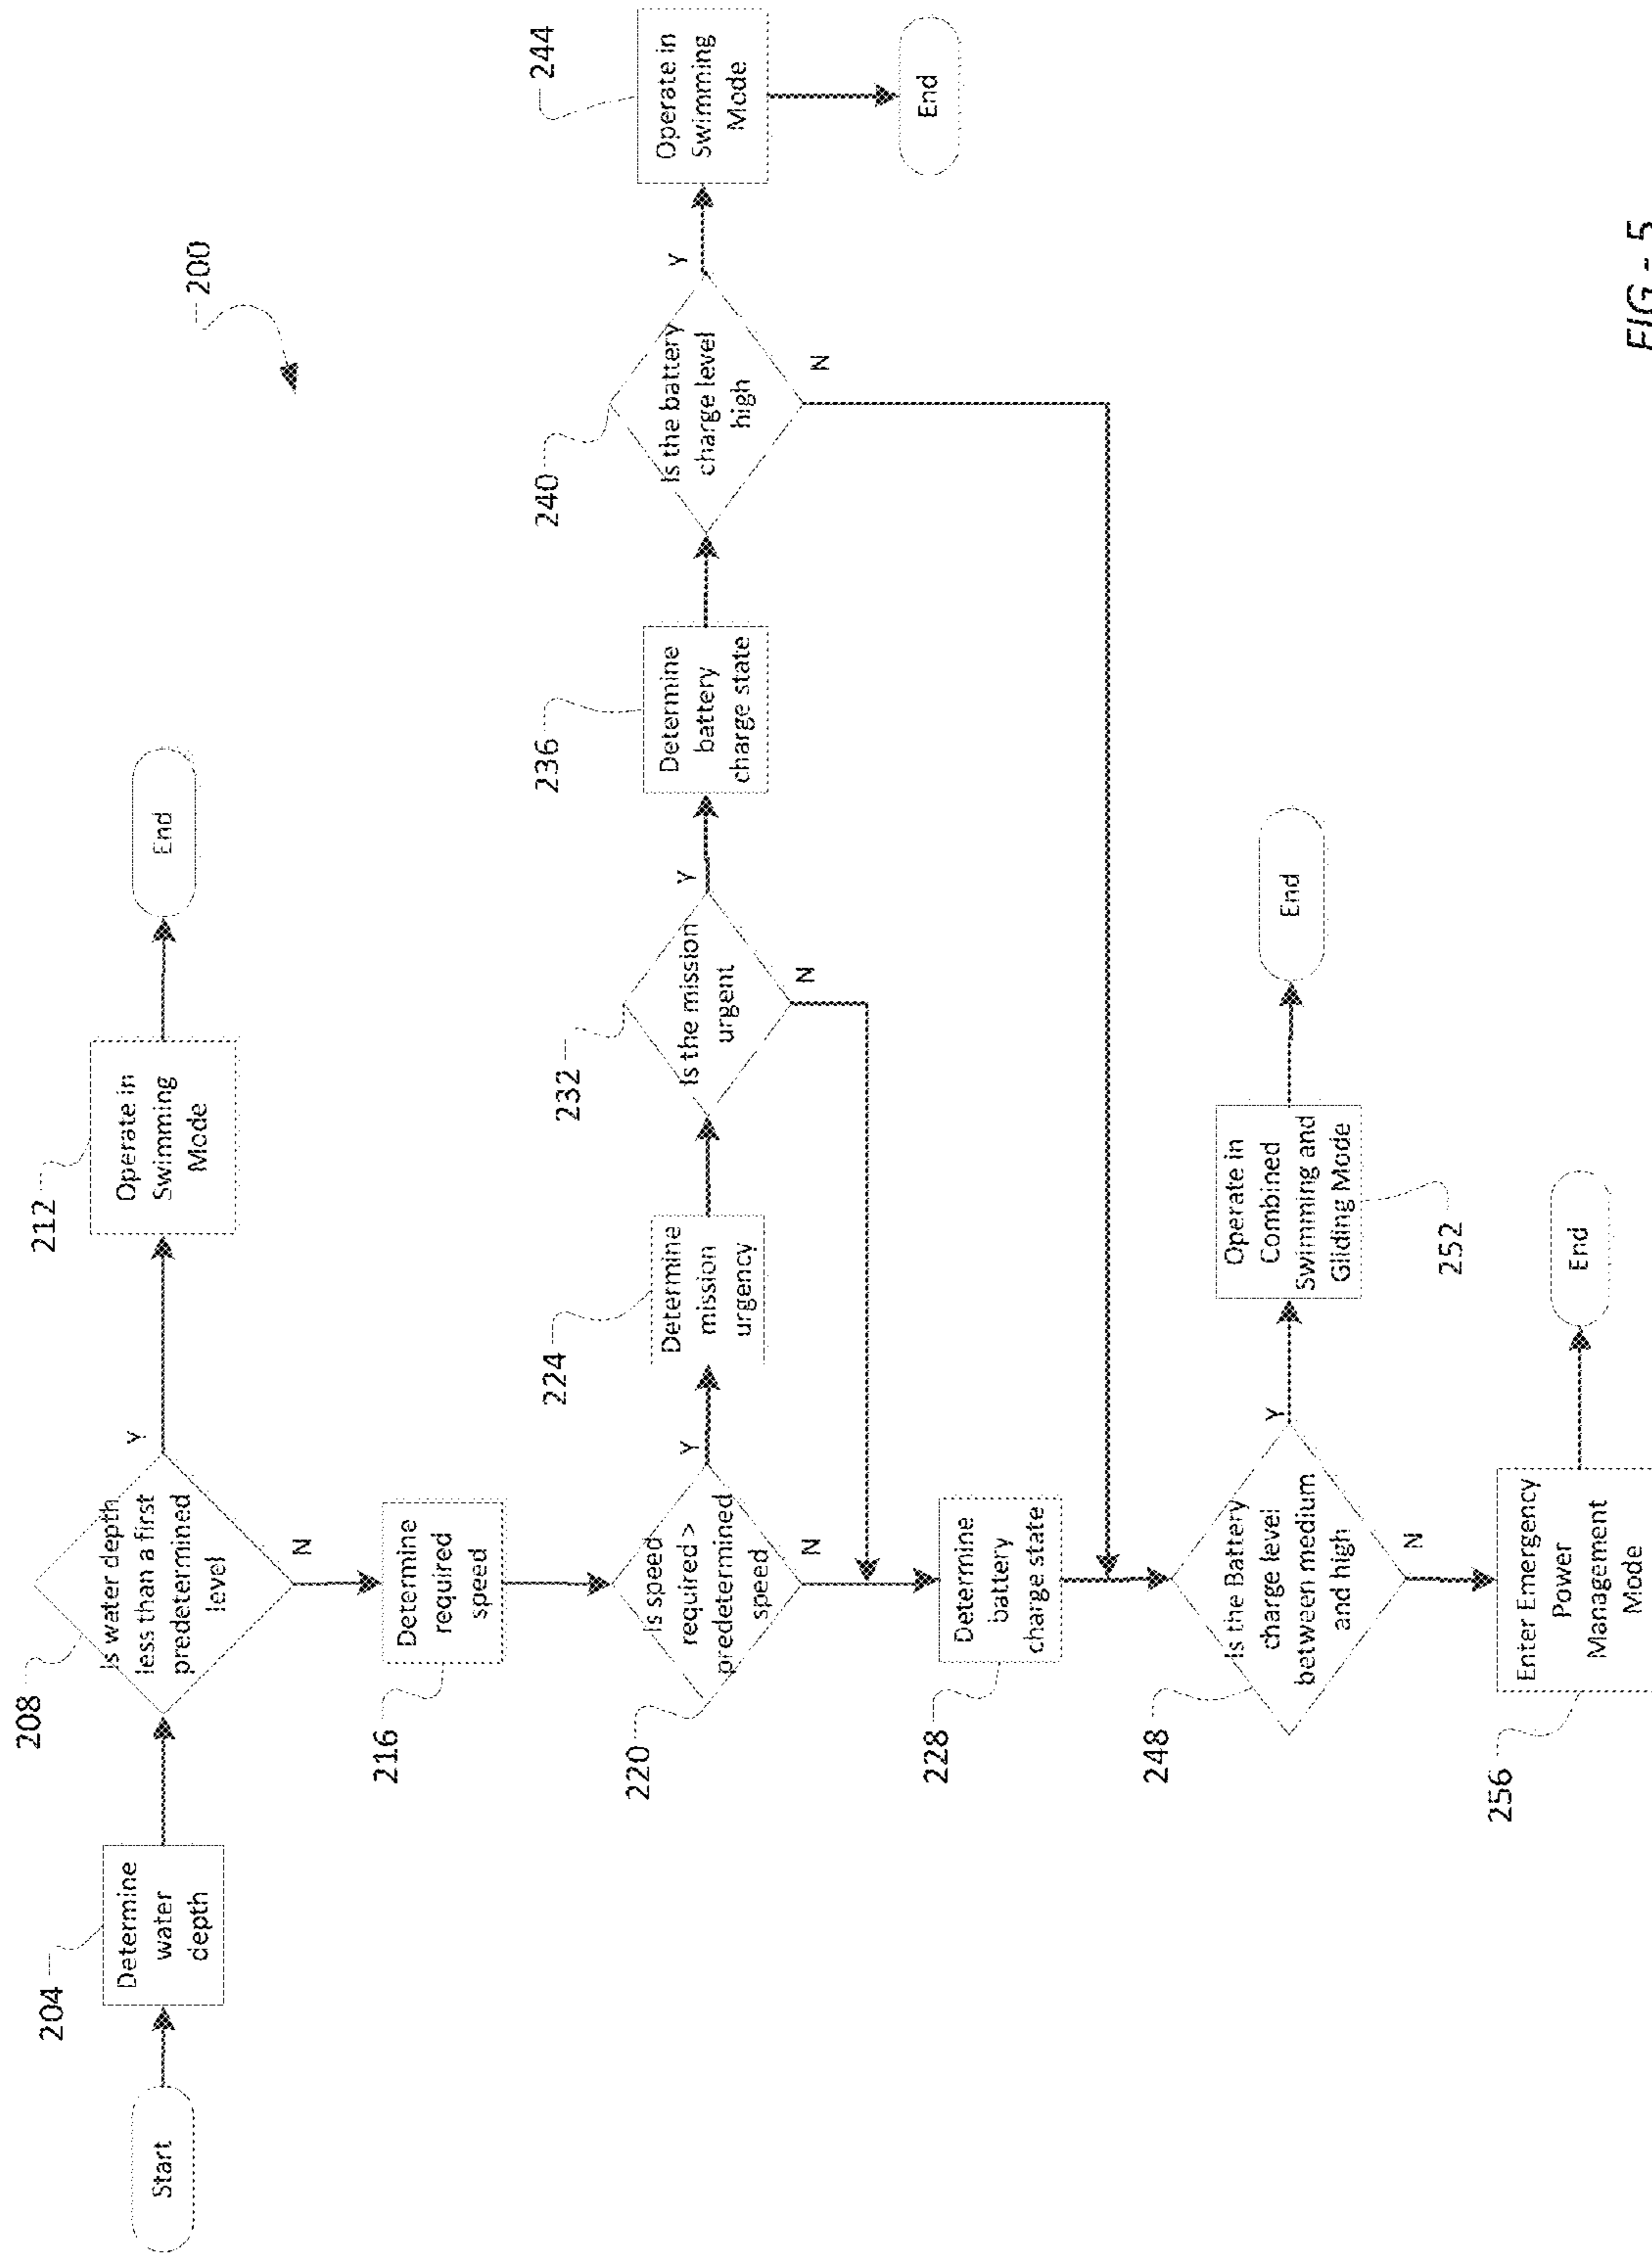 200
Start
204
Determine
water
depth
208
Is water depth
less than a first
predetermined
level
Y
212
Operate in
Swimming
Mode
End
N
216
Determine
required
speed
220
Is speed
required >
predetermined
speed
Y
224
Determine
mission
urgency
232
Is the mission
urgent
Y
236
Determine
battery
charge state
240
Is the battery
charge level
high
Y
244
Operate in
Swimming
Mode
End
N
N
N
228
Determine
battery
charge state
248
Is the Battery
charge level
between medium
and high
Y
Operate in
Combined
Swimming and
Gliding Mode
252
End
N
256
Enter Emergency
Power
Management
Mode
End
FIG - 5